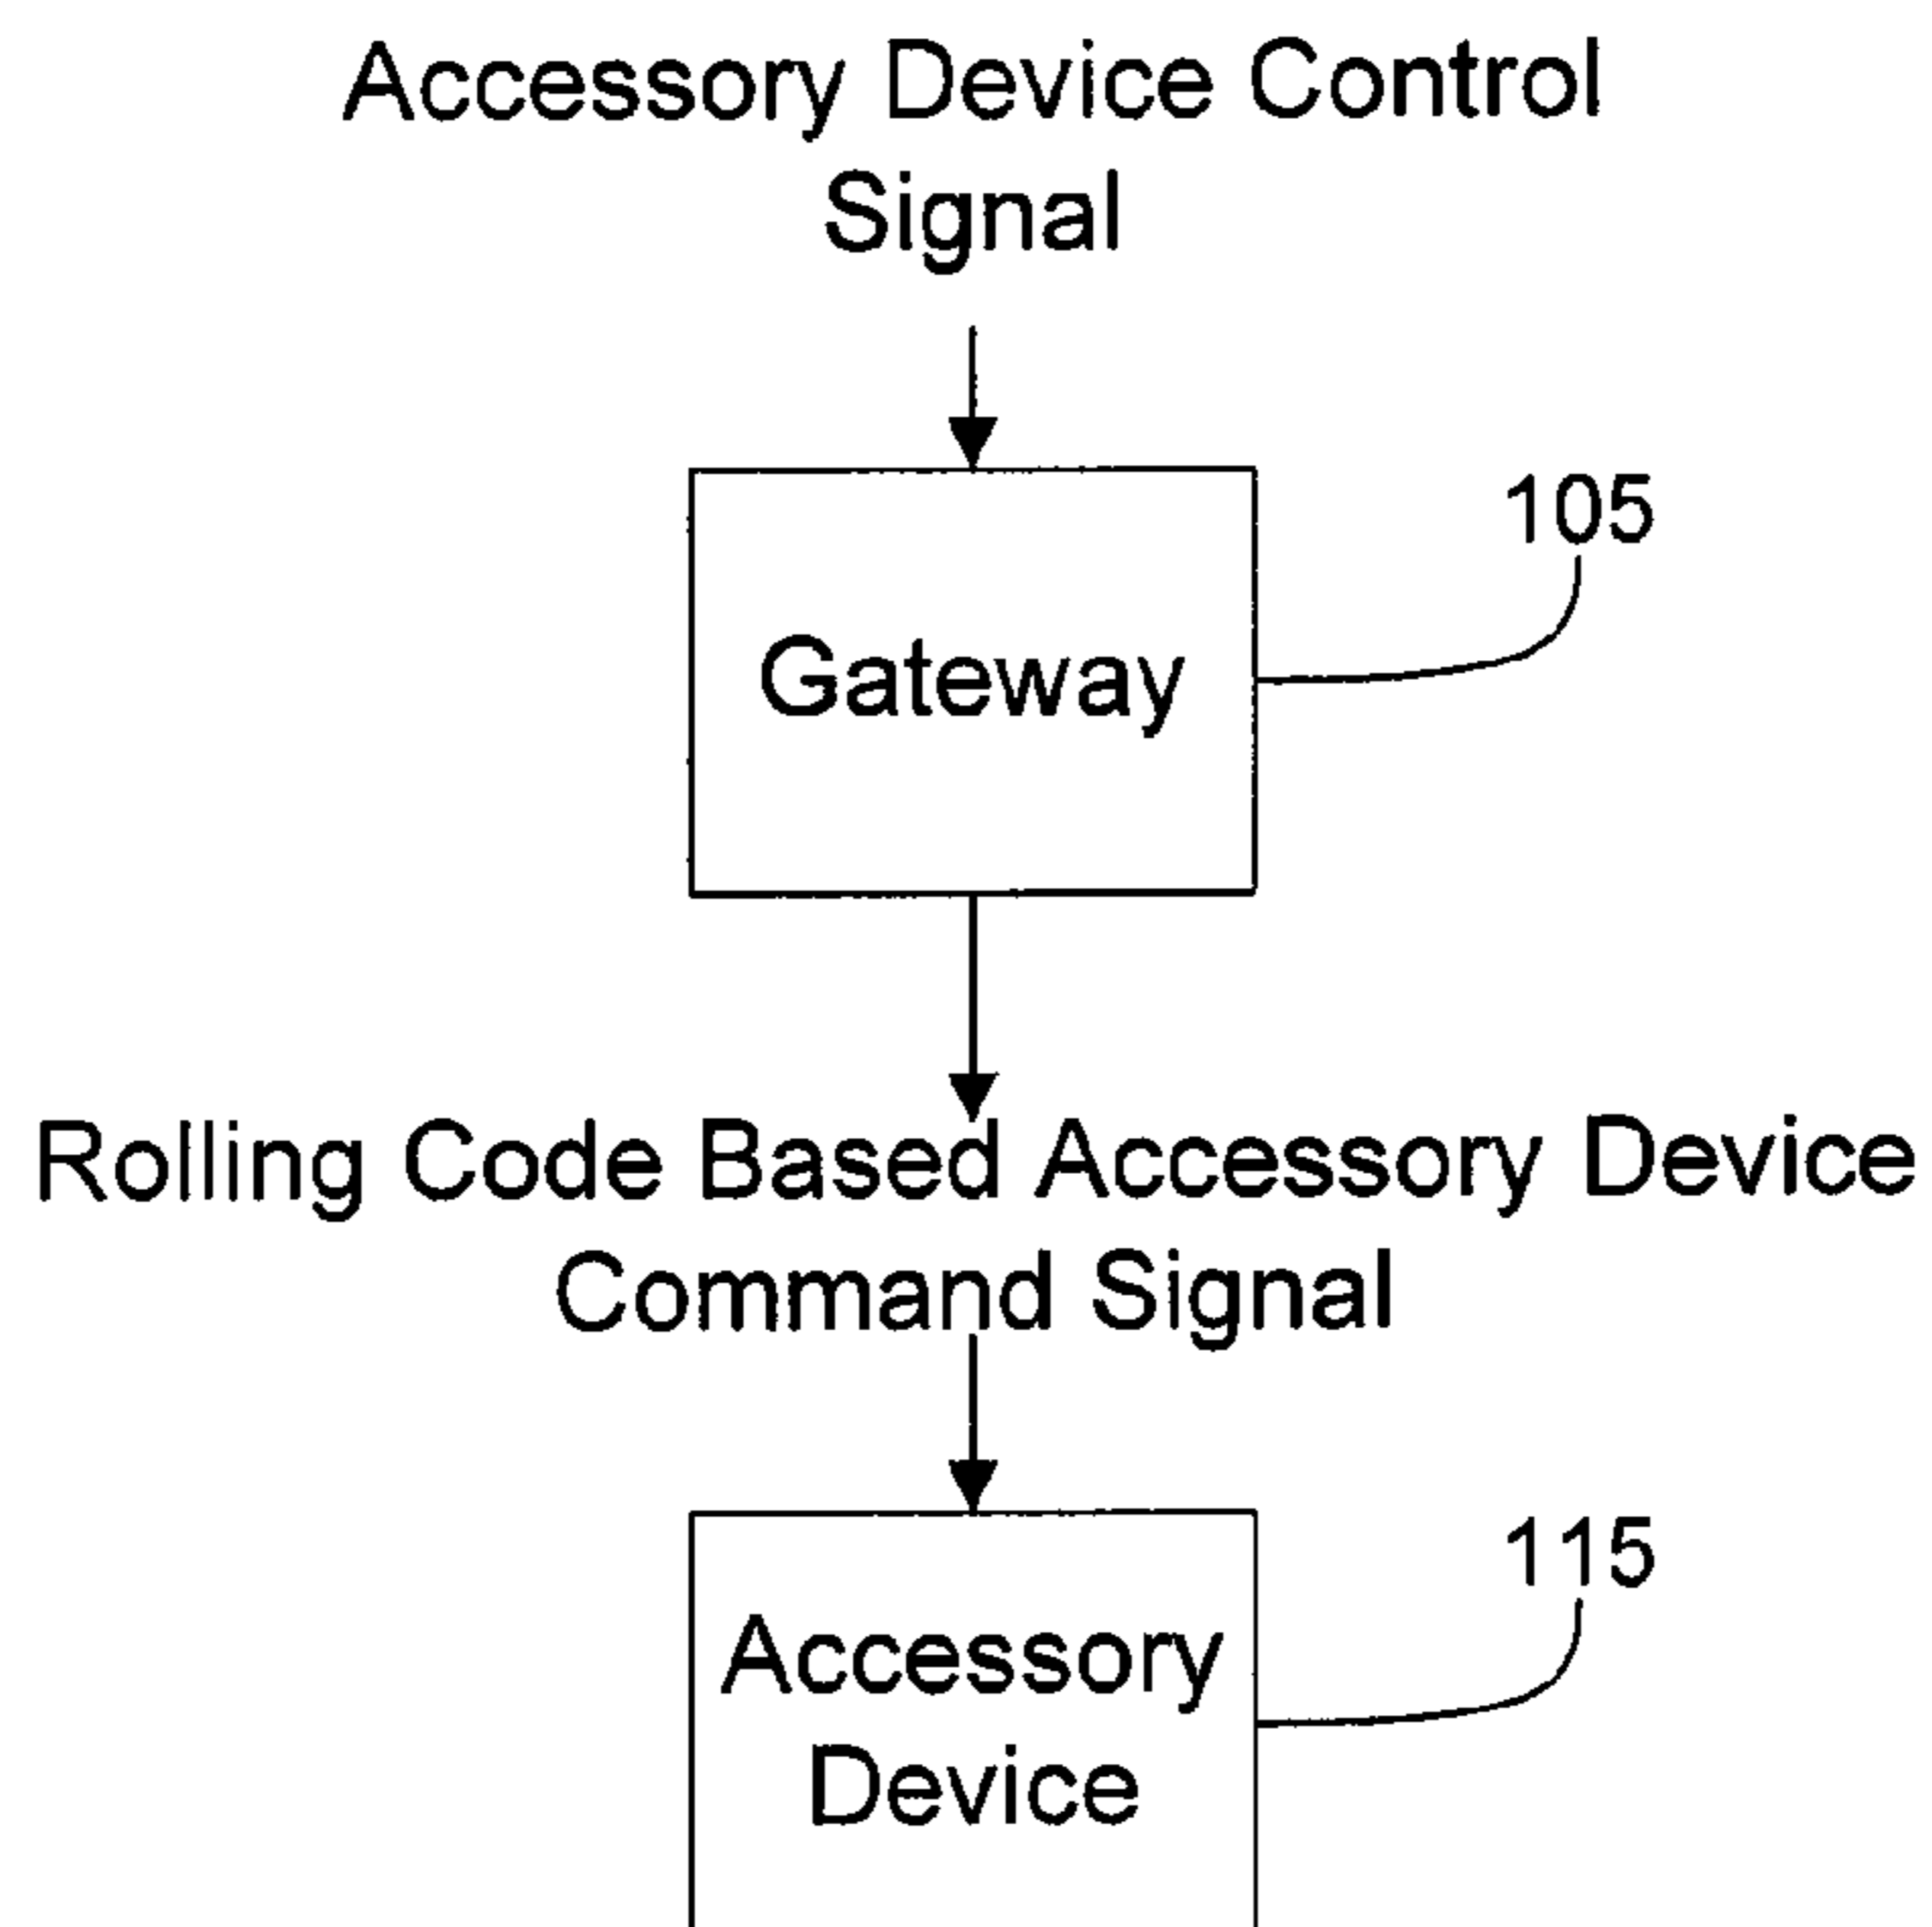 Accessory Device Control
Signal
105
Gateway
Rolling Code Based Accessory Device
Command Signal
115
Accessory
Device